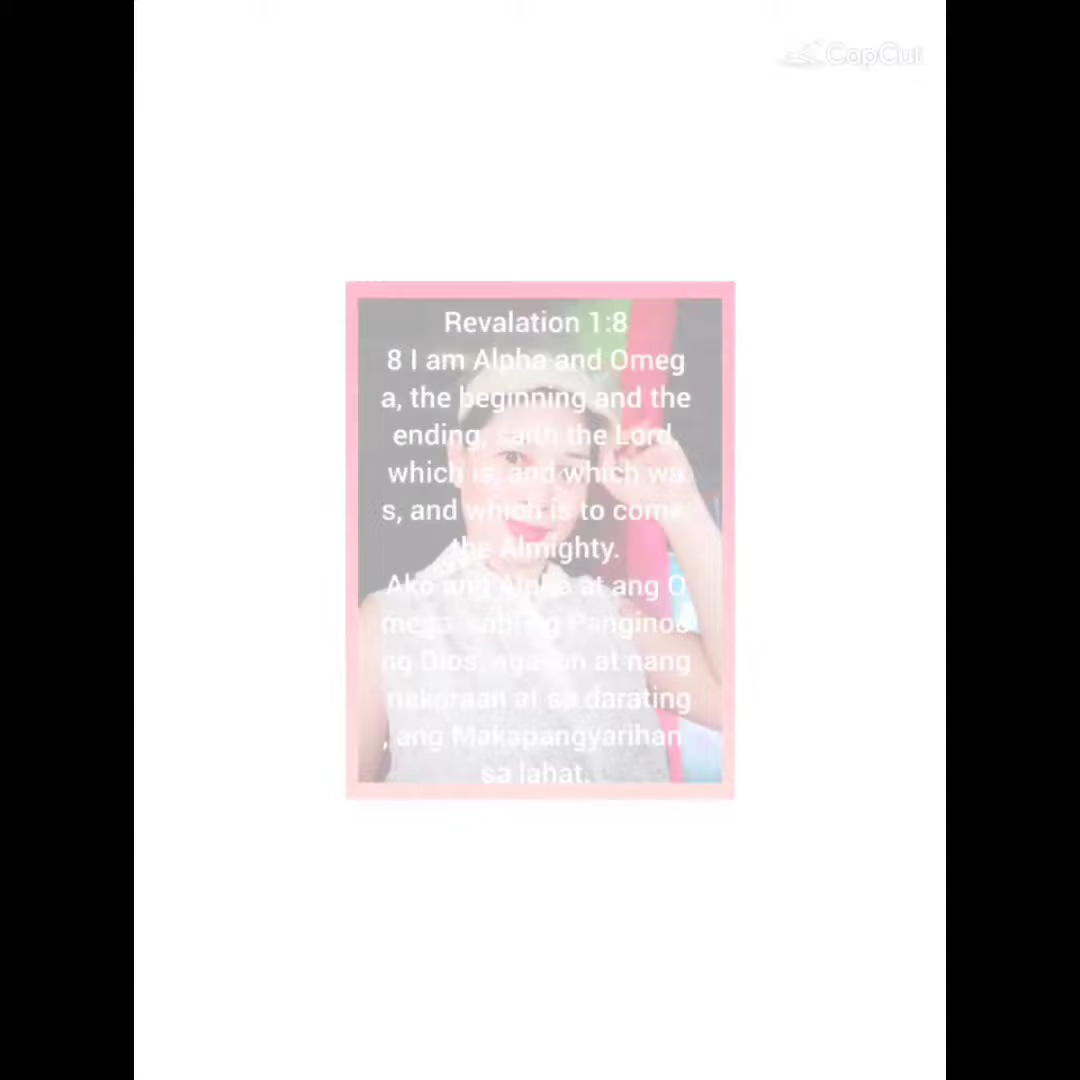 CapCut
Revalation 1:8
8 I am Alpha and Omeg
a, the beginning and the
ending, saith the Lord,
which is, and which wa
s, and which is to come,
the Almighty.
Ako ang Alpha at ang O
mega, sabi ng Panginoo
ng Dios, ngayon at nang
nakaraan at sa darating
, ang Makapangyarihan
sa lahat.